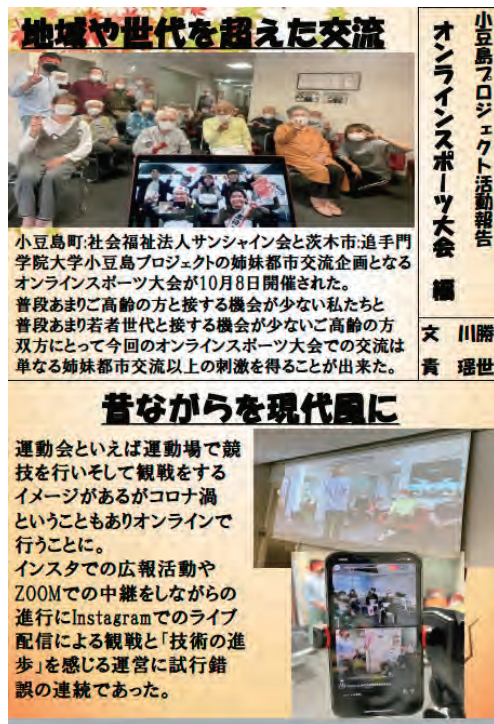 小豆島プロジェクト活動報告
オンラインスポーツ大会 編
文 川勝
責 瑶世
地域や世代を超えた交流
小豆島町:社会福祉法人サンシャイン会と茨木市:追手門
学院大学小豆島プロジェクトの姉妹都市交流企画となる
オンラインスポーツ大会が10月8日開催された。
普段あまりご高齢の方と接する機会が少ない私たちと
普段あまり若者世代と接する機会が少ないご高齢の方
双方にとって今回のオンラインスポーツ大会での交流は
単なる姉妹都市交流以上の刺激を得ることが出来た。
昔ながらを現代風に
運動会といえば運動場で競
技を行いそして観戦をする
イメージがあるがコロナ渦
ということもありオンラインで
行うことに。
インスタでの広報活動や
ZOOMでの中継をしながらの
進行にInstagramでのライブ
配信による観戦と「技術の進
歩」を感じる運営に試行錯
誤の連続であった。